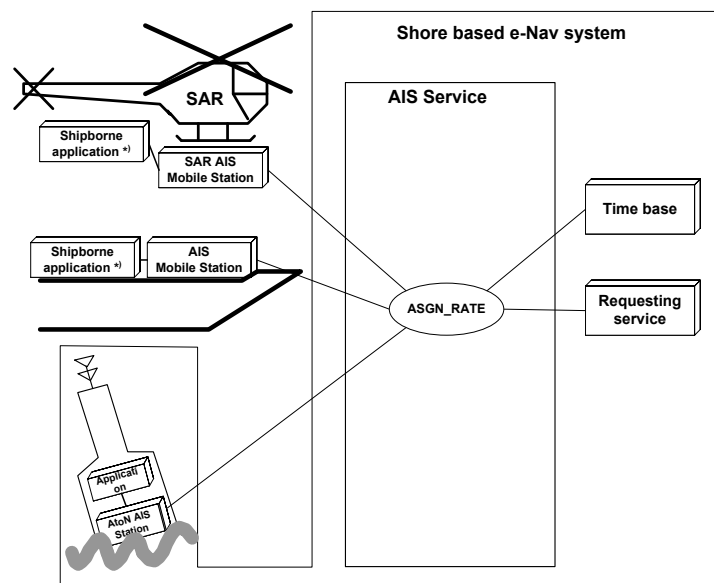 Shore based e-Nav system
AIS Service
SAR
Shipborne
application *)
SAR AIS
Mobile Station
Time base
Shipborne
application *)
AIS
Mobile Station
ASGN_RATE
Requesting
service
Applicati
on
AtoN AIS
Station